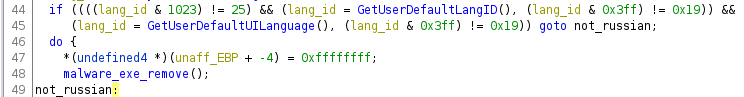 44 if ((((lang_id & 1023) != 25) && (lang_id = GetUserDefaultLangID(), (lang_id & 0x3ff) != 0x19)) &&
45 (lang_id = GetUserDefaultUILanguage(), (lang_id & 0x3ff) != 0x19)) goto not_russian;
46 do {
47 *(undefined4 *)(unaff_EBP + -4) = 0xffffffff;
48 malware_exe_remove();
49 not_russian: